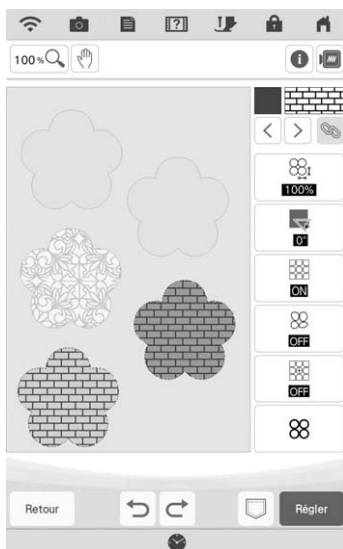 100%
100%
0°
ON
OFF
OFF
Retour
Régler